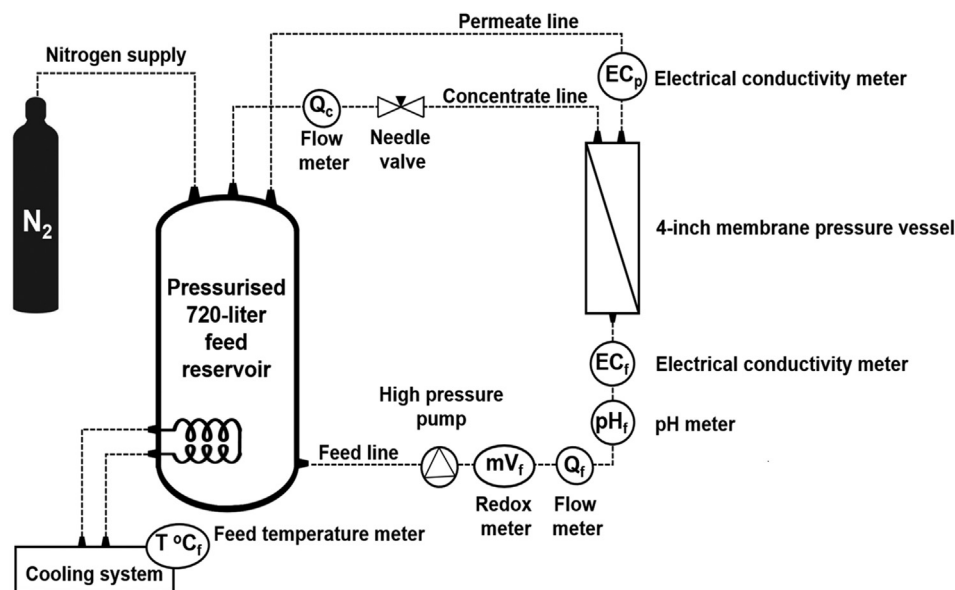 Permeate line
Nitrogen supply
ECp
Electrical conductivity meter
Concentrate line
Qc
Flow
meter
Needle
valve
N2
4-inch membrane pressure vessel
Pressurised
720-liter
feed
reservoir
ECf
Electrical conductivity meter
High pressure
pump
pHf
pH meter
Feed line
mVf
Qf
Redox
meter
Flow
meter
T ºCf
Feed temperature meter
Cooling system